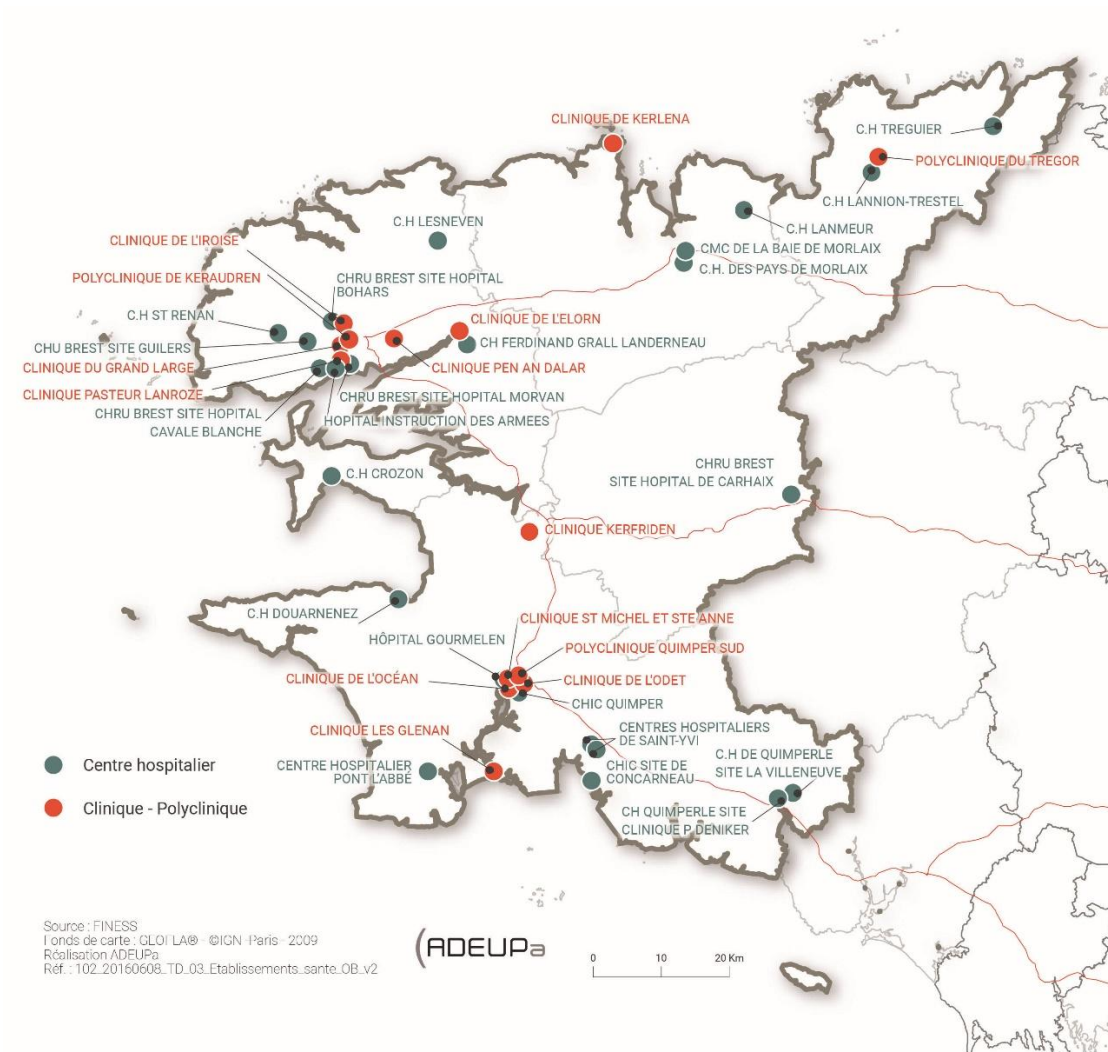 CLINIQUE DE KERLENA
C.H TREGUIER
POLYCLINIQUE DU TREGOR
C.H LANNION-TRESTEL
C.H LESNEVEN
C.H LANMEUR
CLINIQUE DE L'IROISE
CMC DE LA BAIE DE MORLAIX
C.H. DES PAYS DE MORLAIX
POLYCLINIQUE DE KERAUDREN
CHRU BREST SITE HOPITAL
BOHARS
C.H ST RENAN
CLINIQUE DE L'ELORN
CHU BREST SITE GUILERS
CH FERDINAND GRALL LANDERNEAU
CLINIQUE DU GRAND LARGE
CLINIQUE PEN AN DALAR
CLINIQUE PASTEUR LANROZE
CHRU BREST SITE HOPITAL MORVAN
CHRU BREST SITE HOPITAL
CAVALE BLANCHE
HOPITAL INSTRUCTION DES ARMEES
C.H CROZON
CHRU BREST
SITE HOPITAL DE CARHAIX
CLINIQUE KERFRIDEN
C.H DOUARNENEZ
CLINIQUE ST MICHEL ET STE ANNE
HÔPITAL GOURMELEN
POLYCLINIQUE QUIMPER SUD
CLINIQUE DE L'OCÉAN
CLINIQUE DE L'ODET
CHIC QUIMPER
CLINIQUE LES GLENAN
CENTRES HOSPITALIERS
DE SAINT-YVI
C.H DE QUIMPERLE
SITE LA VILLENEUVE
CENTRE HOSPITALIER
PONT L'ABBÉ
CHIC SITE DE
CONCARNEAU
CH QUIMPERLE SITE
CLINIQUE P DENIKER
Centre hospitalier
Clinique - Polyclinique
Source : FINESS
Fonds de carte : - ©IGN -Paris - 2009
Réalisation ADEUPa
Réf. : 102_20160608_TD_03_Etablissements_sante_OB_v2
ADEUPa
0 10 20 Km